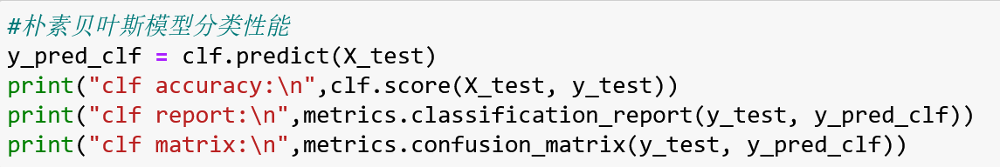 #朴素贝叶斯模型分类性能
y_pred_clf = clf.predict(X_test)
print("clf accuracy:\n",clf.score(X_test, y_test))
print("clf report:\n",metrics.classification_report(y_test, y_pred_clf))
print("clf matrix:\n",metrics.confusion_matrix(y_test, y_pred_clf))